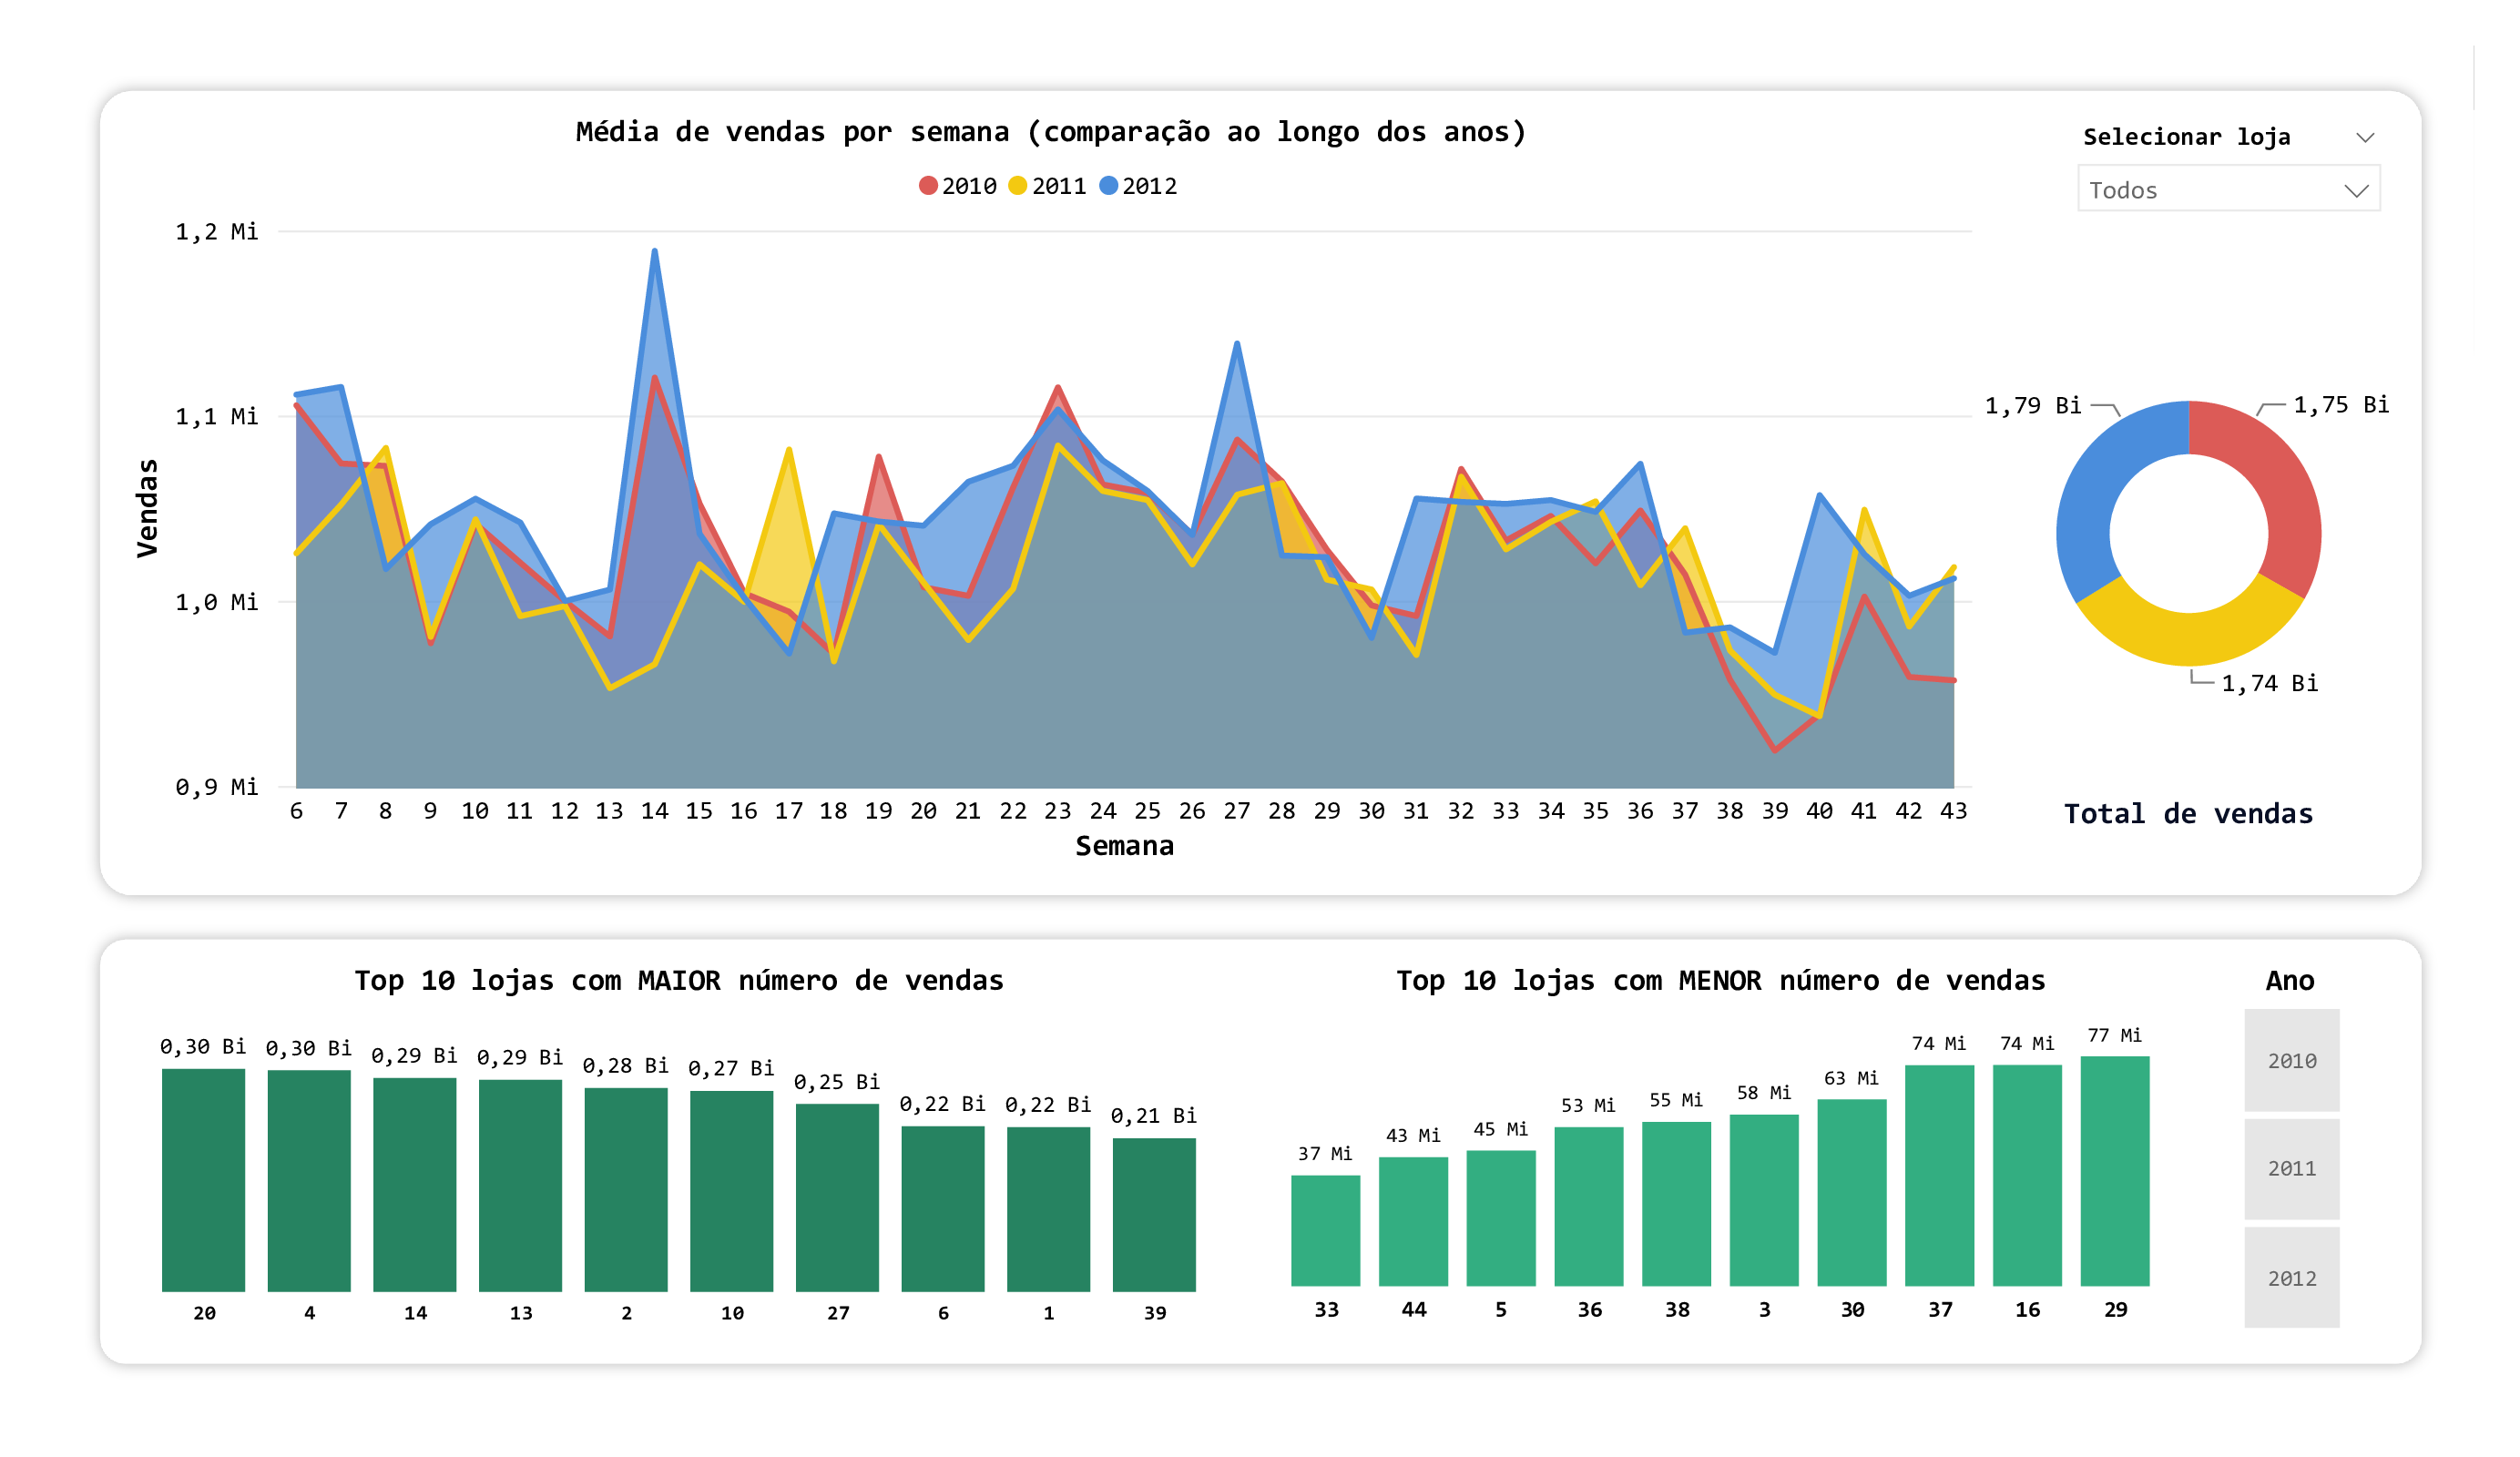 Média de vendas por semana (comparação ao longo dos anos)
2010 2011 2012
Selecionar loja
Todos
Vendas
1,2 Mi
1,1 Mi
1,0 Mi
0,9 Mi
6 7 8 9 10 11 12 13 14 15 16 17 18 19 20 21 22 23 24 25 26 27 28 29 30 31 32 33 34 35 36 37 38 39 40 41 42 43
Semana
1,79 Bi
1,75 Bi
1,74 Bi
Total de vendas
Top 10 lojas com MAIOR número de vendas
0,30 Bi 0,30 Bi 0,29 Bi 0,29 Bi 0,28 Bi 0,27 Bi 0,25 Bi 0,22 Bi 0,22 Bi 0,21 Bi
20 4 14 13 2 10 27 6 1 39
Top 10 lojas com MENOR número de vendas
37 Mi 43 Mi 45 Mi 53 Mi 55 Mi 58 Mi 63 Mi 74 Mi 74 Mi 77 Mi
33 44 5 36 38 3 30 37 16 29
Ano
2010
2011
2012